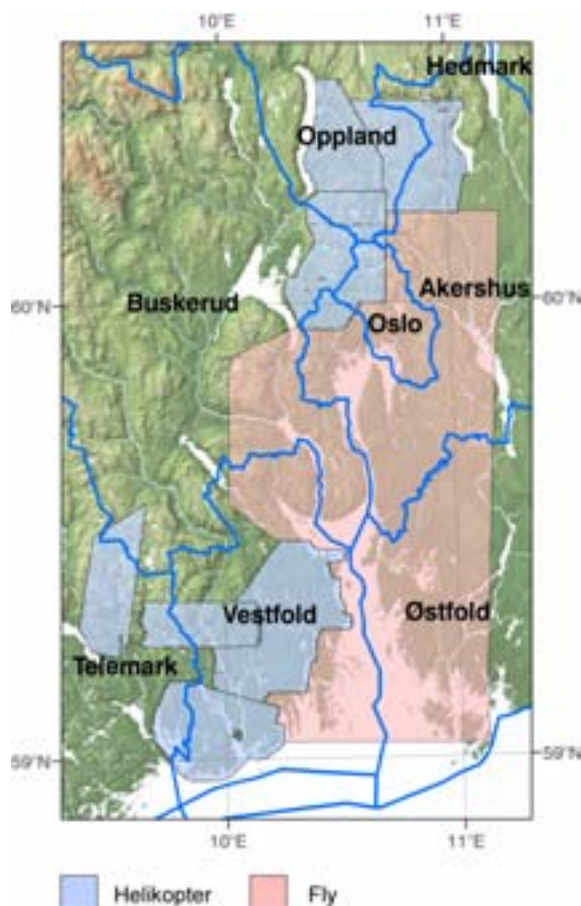 10°E 11°E
Hedmark
Oppland
Akershus
Buskerud
60°N 60°N
Oslo
Vestfold Østfold
Telemark
59°N 59°N
10°E 11°E
Helikopter Fly